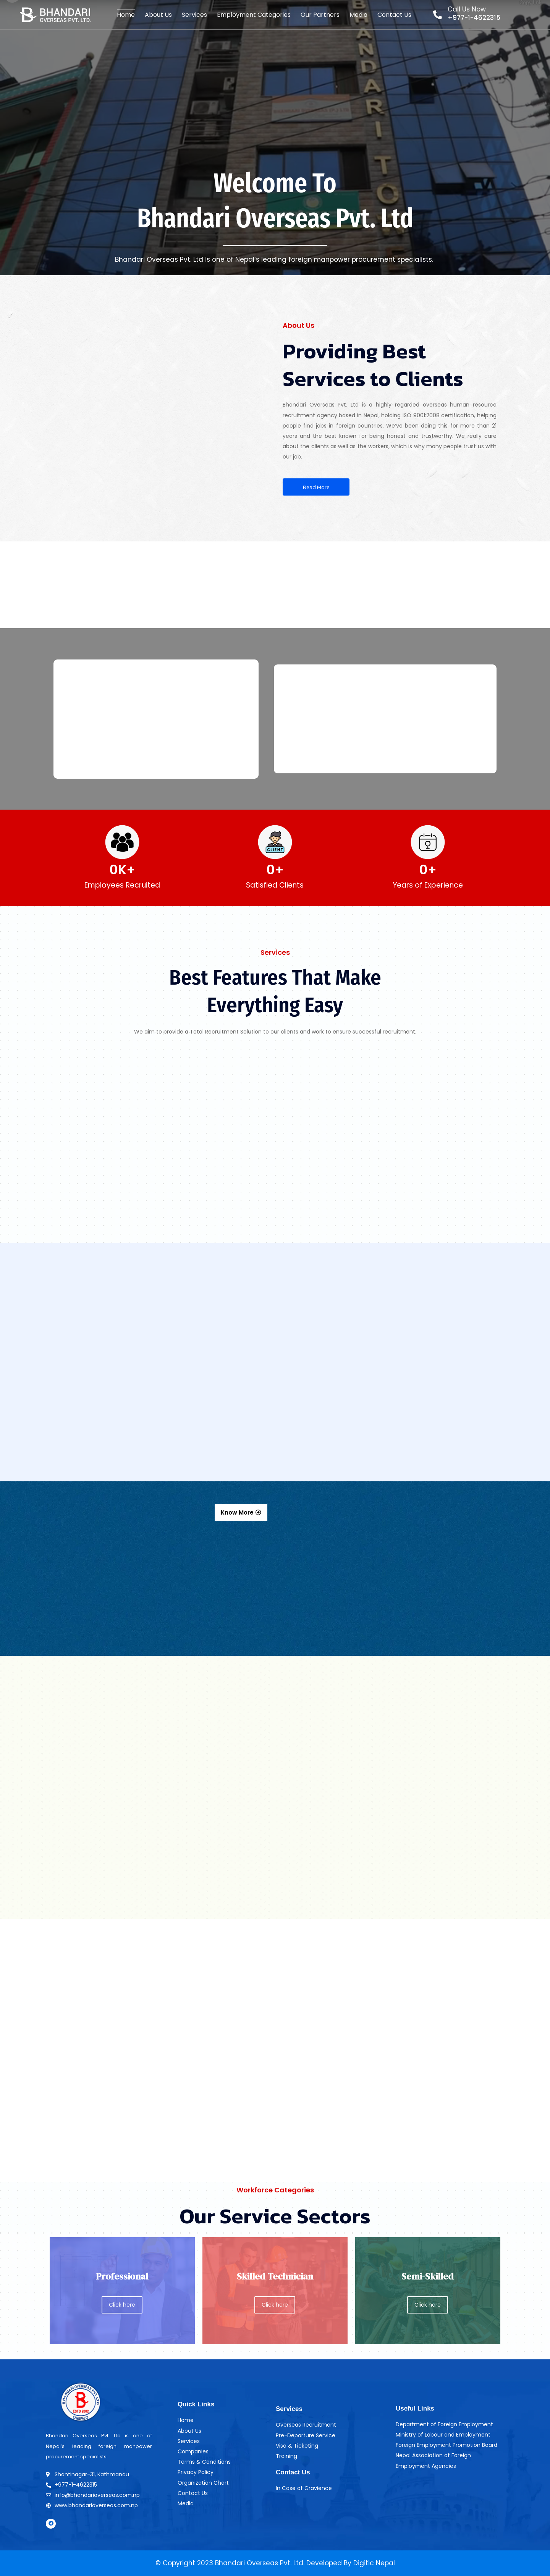 BHANDARI
OVERSEAS PVT. LTD.
Home
About Us
Services
Employment Categories
Our Partners
Media
Contact Us
Call Us Now
+977-1-4622315
Welcome To
Bhandari Overseas Pvt. Ltd
Bhandari Overseas Pvt. Ltd is one of Nepal's leading foreign manpower procurement specialists.
About Us
Providing Best
Services to Clients
Bhandari Overseas Pvt. Ltd is a highly regarded overseas human resource
recruitment agency based in Nepal, holding ISO 9001:2008 certification, helping
people find jobs in foreign countries. We've been doing this for more than 21
years and the best known for being honest and trustworthy. We really care
about the clients as well as the workers, which is why many people trust us with
our job.
Read More
0K+
Employees Recruited
0+
Satisfied Clients
0+
Years of Experience
Services
Best Features That Make
Everything Easy
We aim to provide a Total Recruitment Solution to our clients and work to ensure successful recruitment.
Know More
Workforce Categories
Our Service Sectors
Professional
Click here
Skilled Technician
Click here
Semi-Skilled
Click here
Bhandari Overseas Pvt. Ltd is one of
Nepal's leading foreign manpower
procurement specialists.
Shantinagar-31, Kathmandu
+977-1-4622315
info@bhandarioverseas.com.np
www.bhandarioverseas.com.np
Quick Links
Home
About Us
Services
Companies
Terms & Conditions
Privacy Policy
Organization Chart
Contact Us
Media
Services
Overseas Recruitment
Pre-Departure Service
Visa & Ticketing
Training
Contact Us
In Case of Gravience
Useful Links
Department of Foreign Employment
Ministry of Labour and Employment
Foreign Employment Promotion Board
Nepal Association of Foreign
Employment Agencies
© Copyright 2023 Bhandari Overseas Pvt. Ltd. Developed By Digitic Nepal